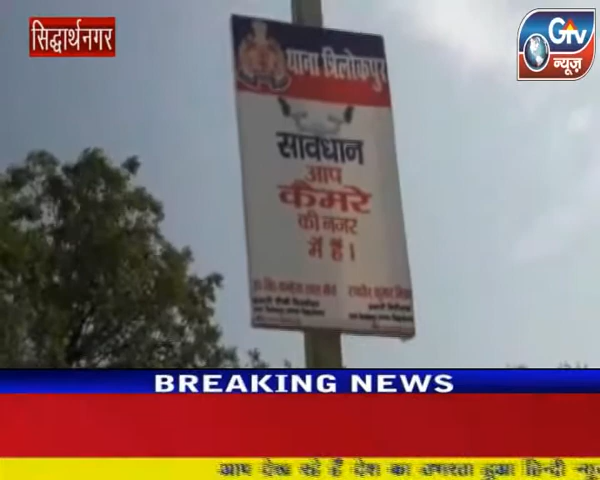 सिद्धार्थनगर
Gtv
न्यूज़
थाना त्रिलोकपुर
सावधान
आप
कैमरे
की नजर
में हैं।
BREAKING NEWS
आप देख रहे हैं देश का उभरता हुआ हिन्दी न्यू